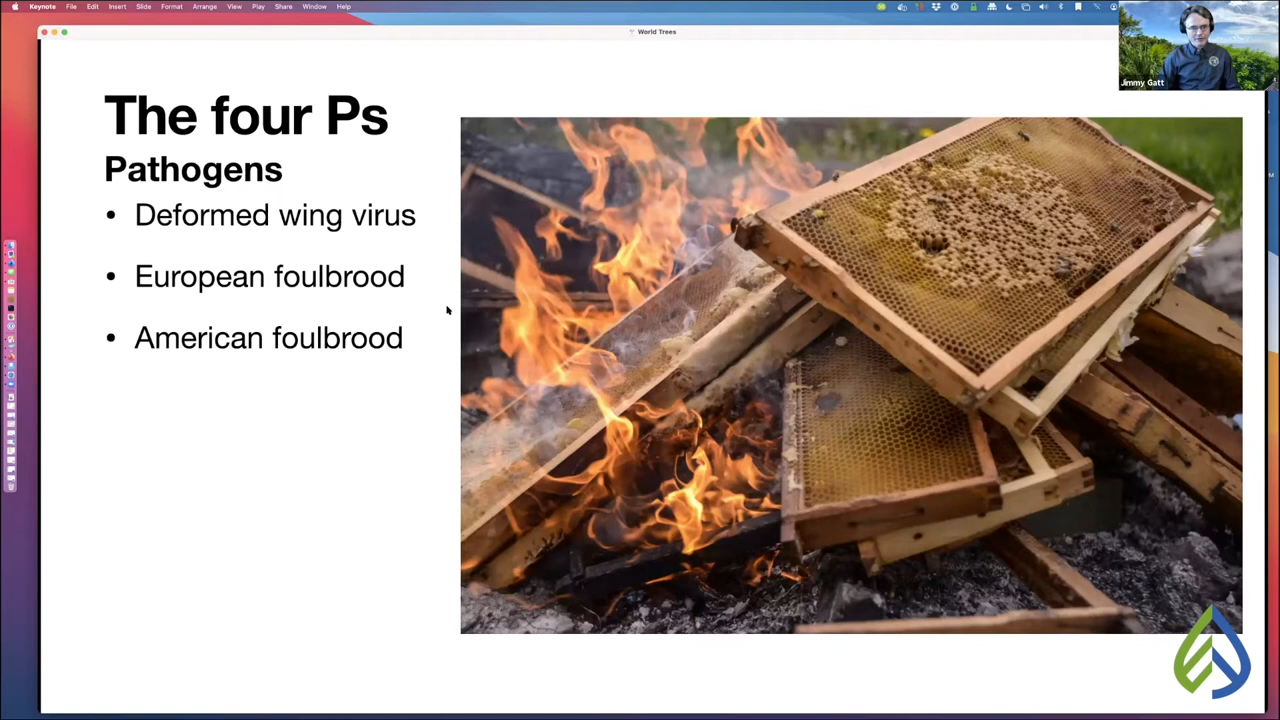 Keynote File Edit Insert Slide Format Arrange View Play Share Window Help
World Trees
Jimmy Gatt
The four Ps
Pathogens
• Deformed wing virus
• European foulbrood
• American foulbrood